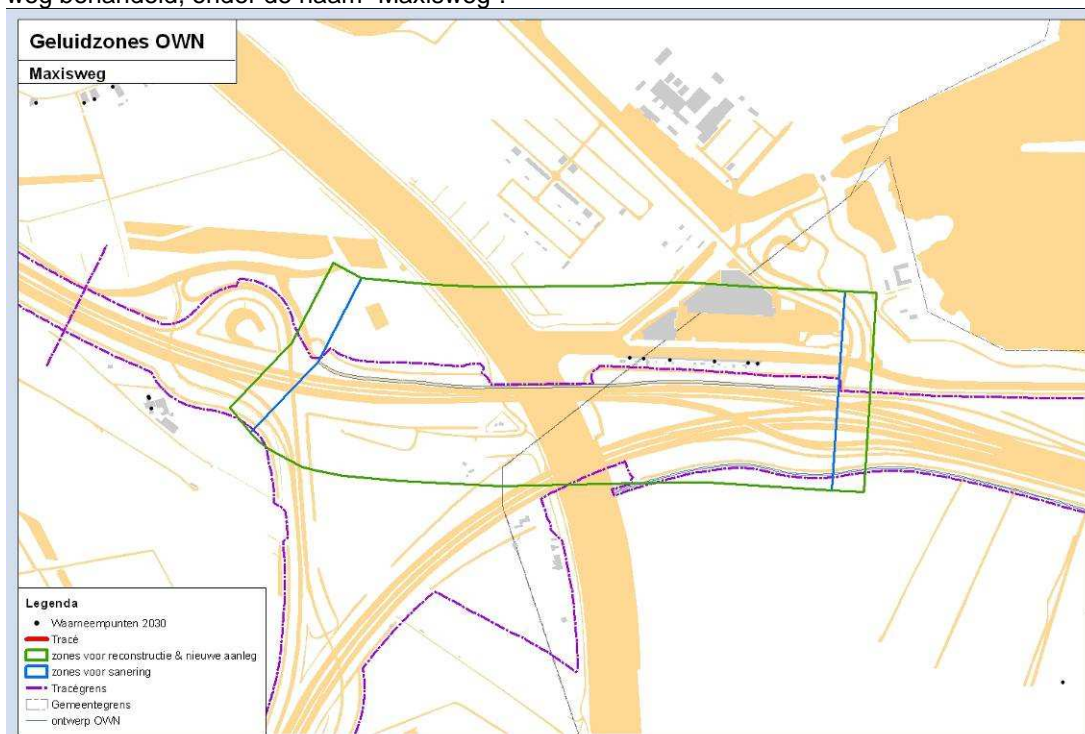 weg behandeld, onder de naam "Maxisweg".
Geluidzones OWN
Maxisweg
Legenda
Waarneempunten 2030
Tracé
zones voor reconstructie & nieuwe aanleg
zones voor sanering
Tracégrens
Gemeentegrens
ontwerp OWN